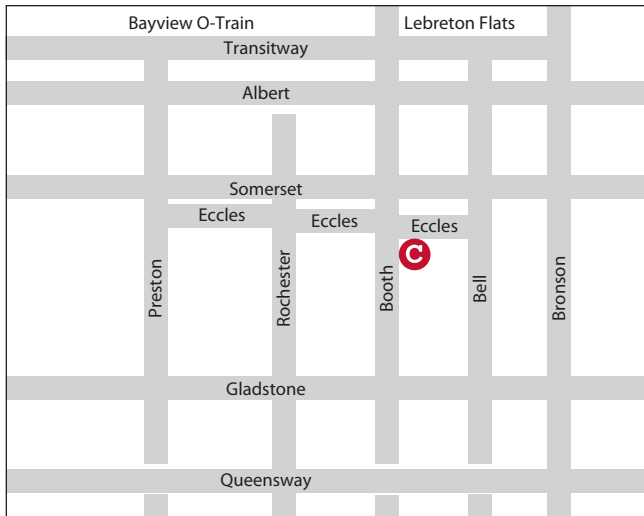 Bayview O-Train
Lebreton Flats
Transitway
Albert
Somerset
Eccles
Eccles
Eccles
C
Preston
Rochester
Booth
Bell
Bronson
Gladstone
Queensway